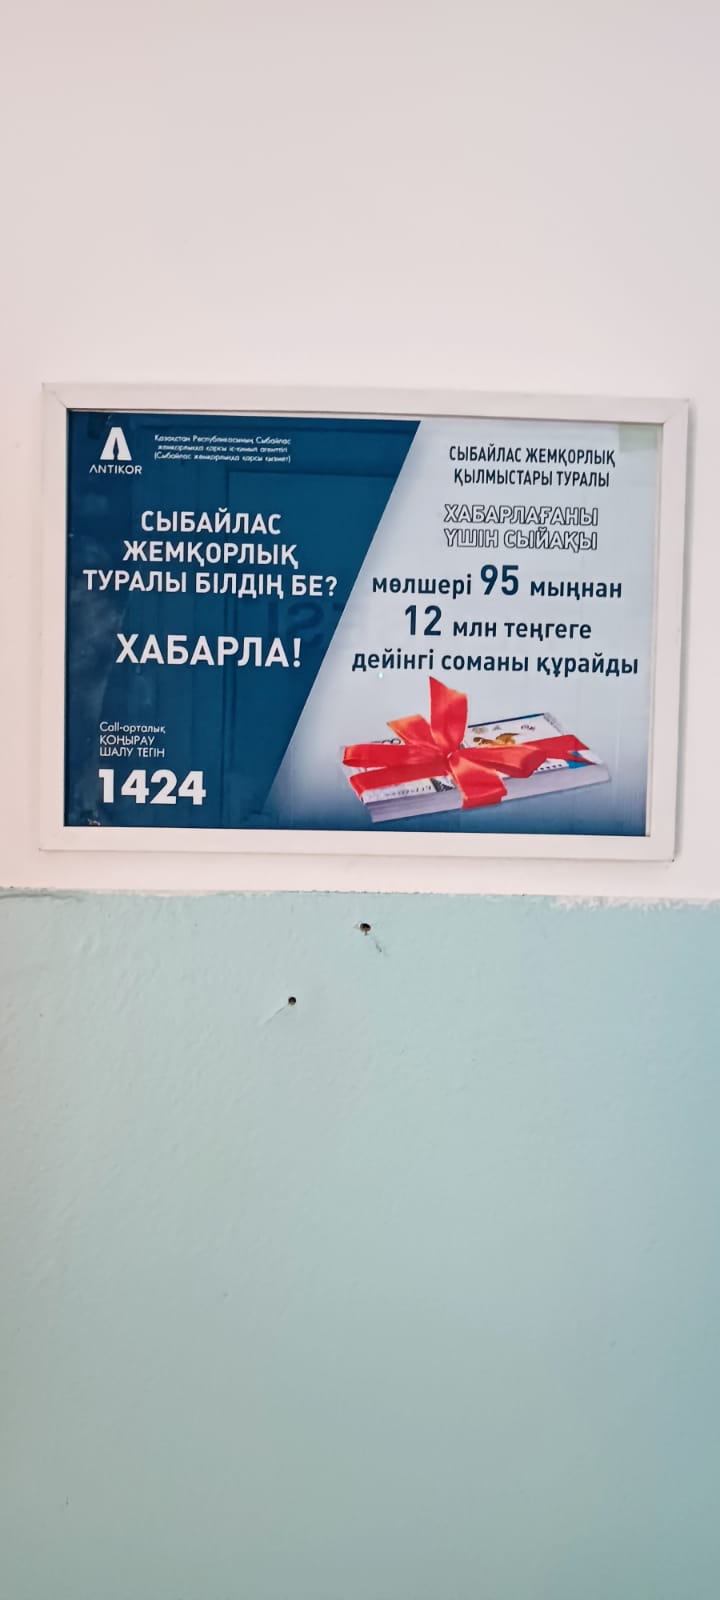 ANTIKOR
Қазақстан Республикасының Сыбайлас
жемқорлыққа қарсы іс-қимыл агенттігі
(Сыбайлас жемқорлыққа қарсы қызмет)
СЫБАЙЛАС
ЖЕМҚОРЛЫҚ
ТУРАЛЫ БІЛДІҢ БЕ?
ХАБАРЛА!
Call-орталық
ҚОҢЫРАУ
ШАЛУ ТЕГІН
1424
СЫБАЙЛАС ЖЕМҚОРЛЫҚ
ҚЫЛМЫСТАРЫ ТУРАЛЫ
ХАБАРЛАҒАНЫ
ҮШІН СЫЙАҚЫ
мөлшері 95 мыңнан
12 млн теңгеге
дейінгі соманы құрайды